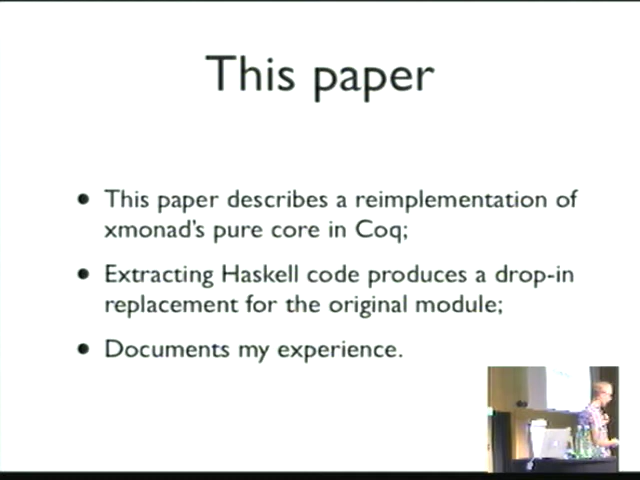 This paper
• This paper describes a reimplementation of
xmonad's pure core in Coq;
• Extracting Haskell code produces a drop-in
replacement for the original module;
• Documents my experience.